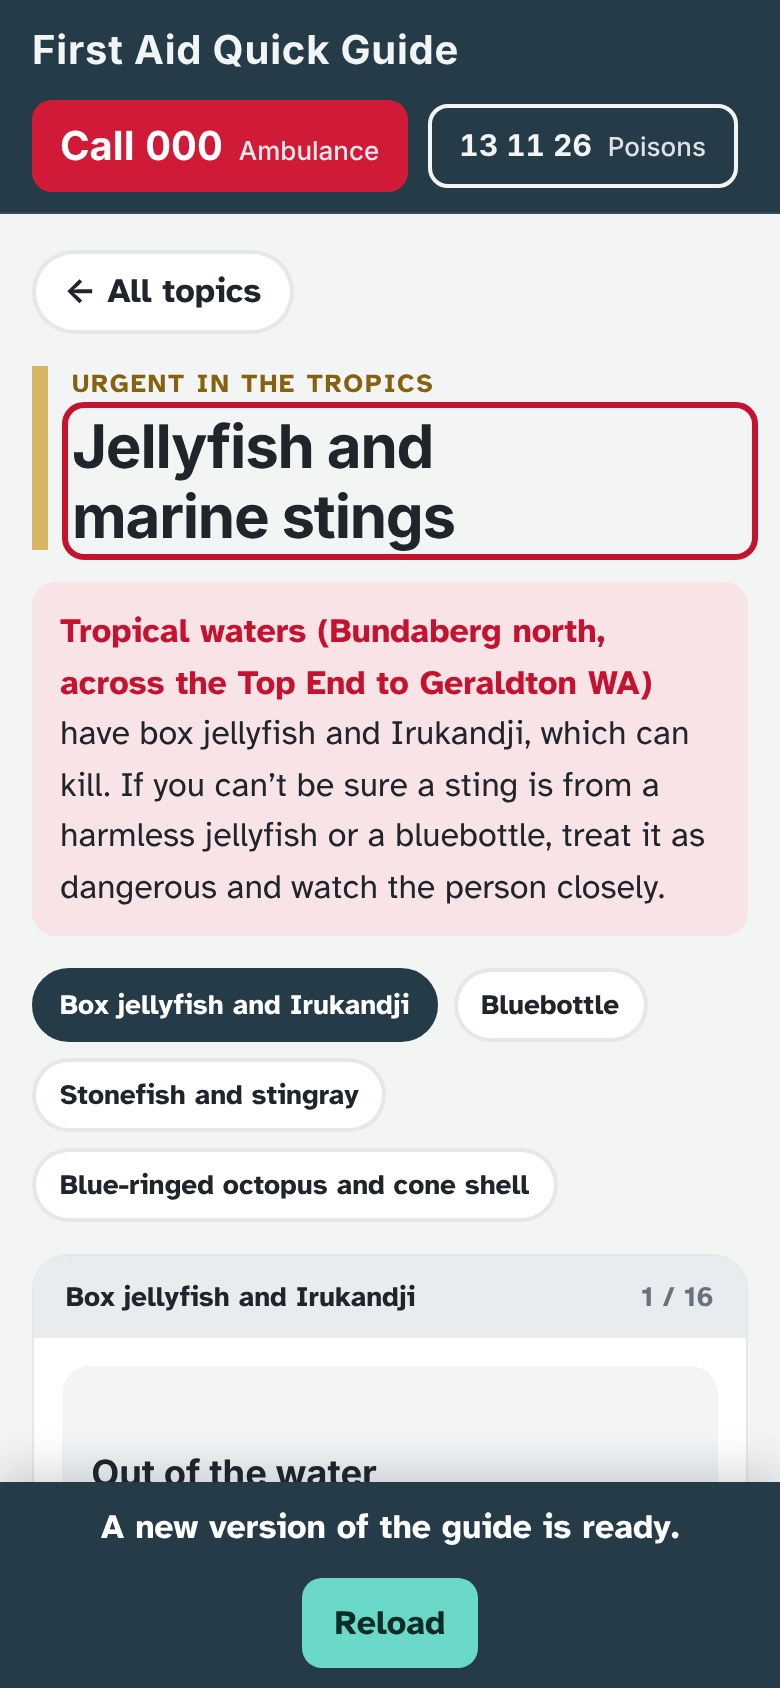 First Aid Quick Guide
Call 000 Ambulance
13 11 26 Poisons
← All topics
URGENT IN THE TROPICS
Jellyfish and
marine stings
Tropical waters (Bundaberg north,
across the Top End to Geraldton WA)
have box jellyfish and Irukandji, which can
kill. If you can’t be sure a sting is from a
harmless jellyfish or a bluebottle, treat it as
dangerous and watch the person closely.
Box jellyfish and Irukandji
Bluebottle
Stonefish and stingray
Blue-ringed octopus and cone shell
Box jellyfish and Irukandji
1 / 16
Out of the water
A new version of the guide is ready.
Reload